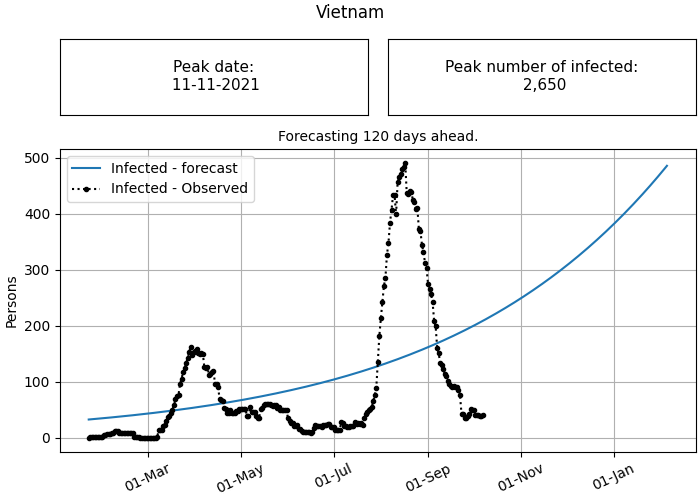 Vietnam
Peak date:
11-11-2021
Peak number of infected:
2,650
Forecasting 120 days ahead.
Infected - forecast
Infected - Observed
Persons
500
400
300
200
100
0
01-Mar
01-May
01-Jul
01-Sep
01-Nov
01-Jan